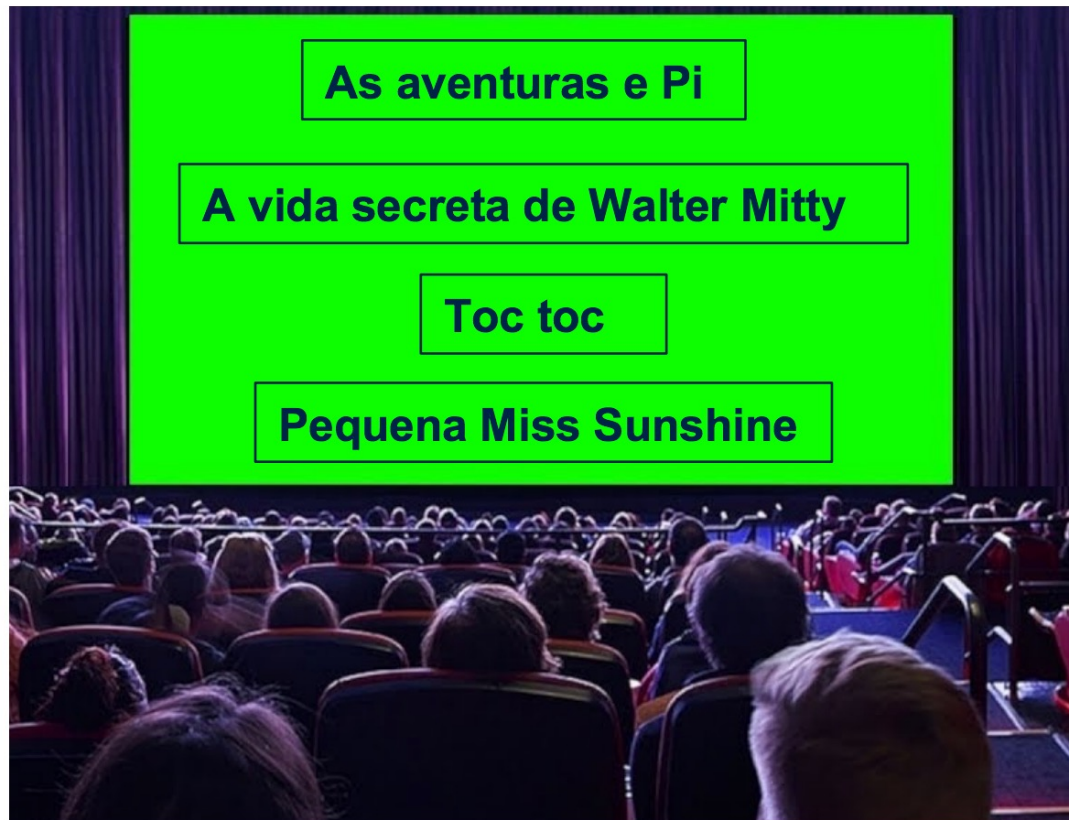 As aventuras e Pi
A vida secreta de Walter Mitty
Toc toc
Pequena Miss Sunshine